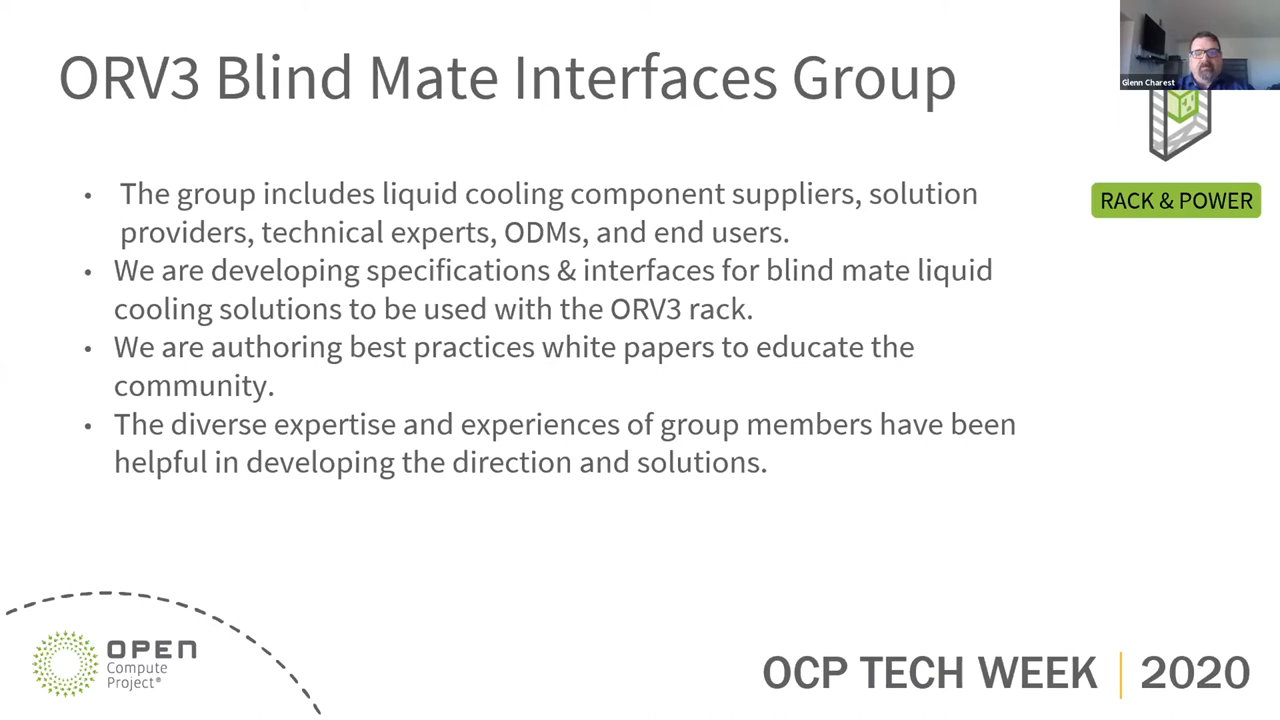 ORV3 Blind Mate Interfaces Group
Glenn Charest
RACK & POWER
• The group includes liquid cooling component suppliers, solution
providers, technical experts, ODMs, and end users.
• We are developing specifications & interfaces for blind mate liquid
cooling solutions to be used with the ORV3 rack.
• We are authoring best practices white papers to educate the
community.
• The diverse expertise and experiences of group members have been
helpful in developing the direction and solutions.
OPEN
Compute
Project®
OCP TECH WEEK | 2020